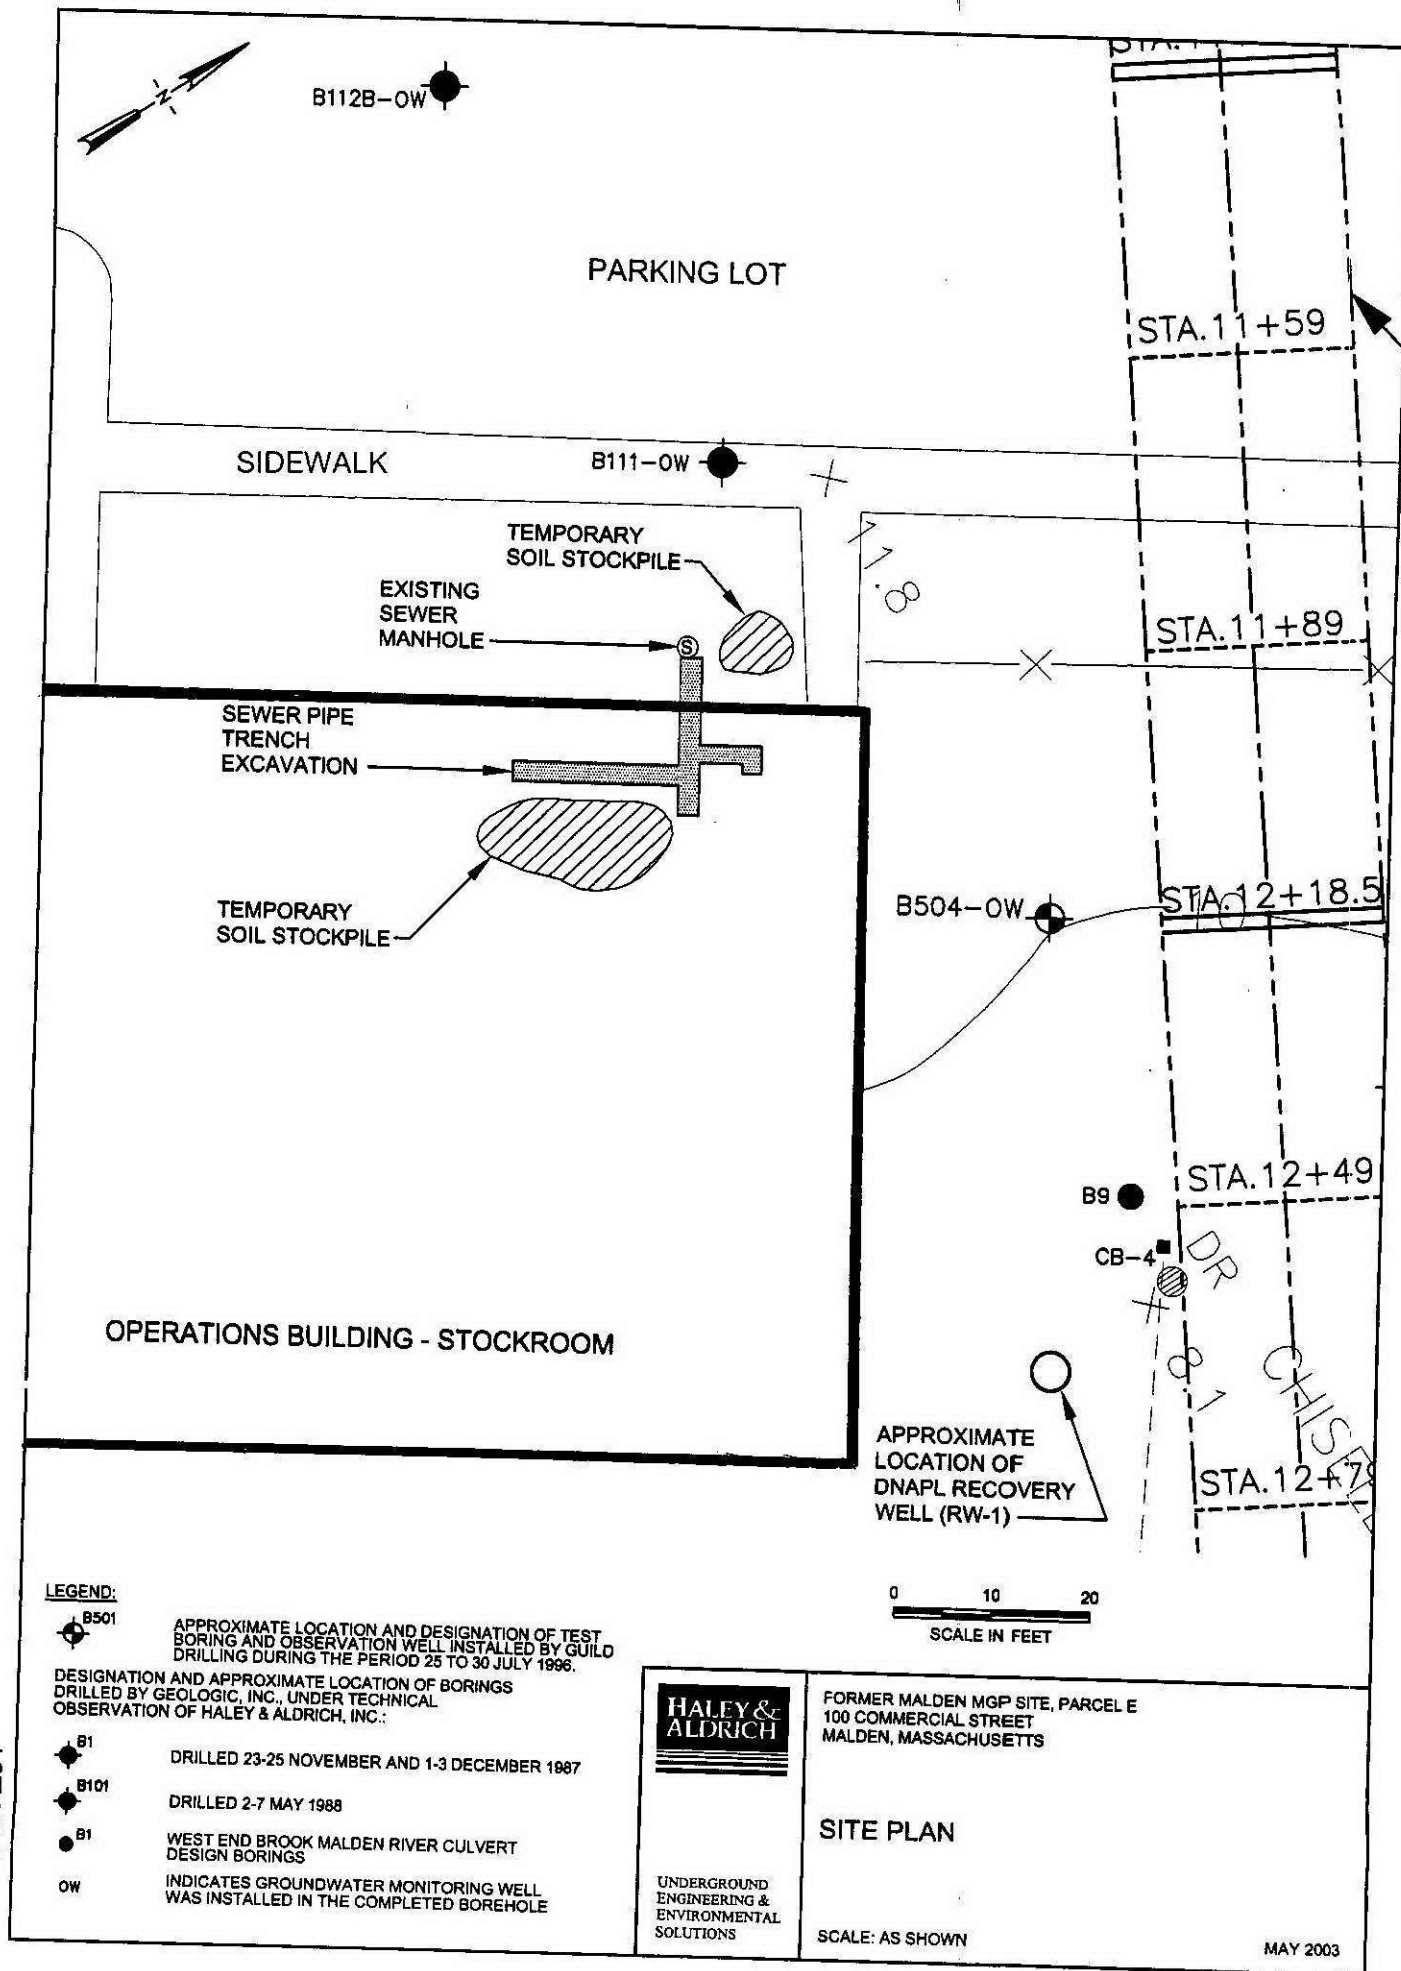 N
B112B-OW
PARKING LOT
STA.11+59
SIDEWALK
B111-OW
11.8
TEMPORARY
SOIL STOCKPILE
EXISTING
SEWER
MANHOLE
S
STA.11+89
SEWER PIPE
TRENCH
EXCAVATION
TEMPORARY
SOIL STOCKPILE
B504-OW
STA.12+18.5
10
STA.12+49
B9
CB-4
DR
8.1
OPERATIONS BUILDING - STOCKROOM
APPROXIMATE
LOCATION OF
DNAPL RECOVERY
WELL (RW-1)
STA.12+7
LEGEND:
B501
APPROXIMATE LOCATION AND DESIGNATION OF TEST
BORING AND OBSERVATION WELL INSTALLED BY GUILD
DRILLING DURING THE PERIOD 25 TO 30 JULY 1996.
DESIGNATION AND APPROXIMATE LOCATION OF BORINGS
DRILLED BY GEOLOGIC, INC., UNDER TECHNICAL
OBSERVATION OF HALEY & ALDRICH, INC.:
B1
DRILLED 23-25 NOVEMBER AND 1-3 DECEMBER 1987
B101
DRILLED 2-7 MAY 1988
B1
WEST END BROOK MALDEN RIVER CULVERT
DESIGN BORINGS
OW
INDICATES GROUNDWATER MONITORING WELL
WAS INSTALLED IN THE COMPLETED BOREHOLE
0 10 20
SCALE IN FEET
HALEY &
ALDRICH
UNDERGROUND
ENGINEERING &
ENVIRONMENTAL
SOLUTIONS
FORMER MALDEN MGP SITE, PARCEL E
100 COMMERCIAL STREET
MALDEN, MASSACHUSETTS
SITE PLAN
SCALE: AS SHOWN
MAY 2003